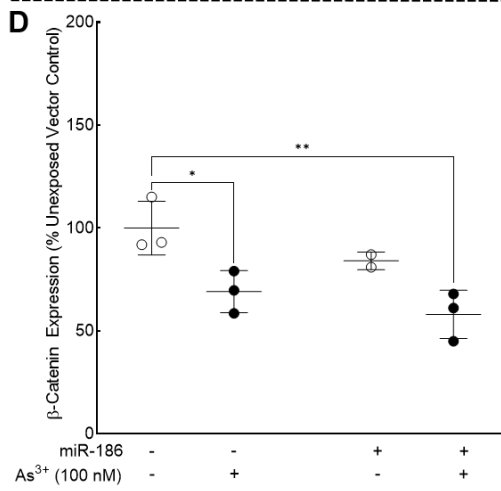 D
β-Catenin Expression (% Unexposed Vector Control)
200
150
100
50
0
*
**
miR-186 - - + +
As³⁺ (100 nM) - + - +